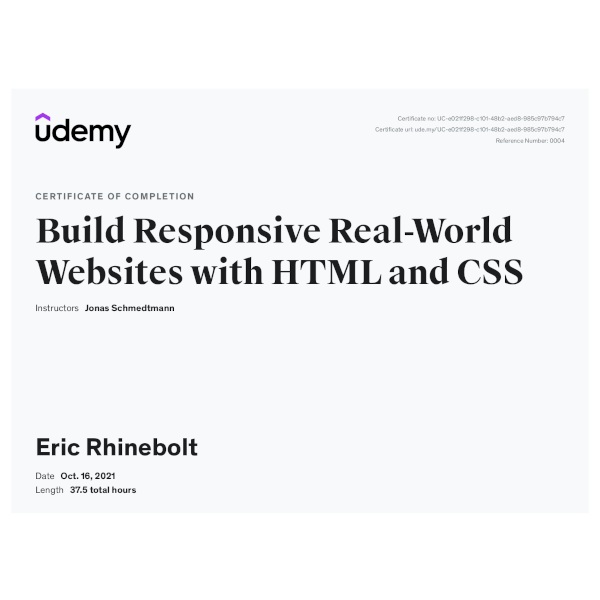 udemy
Certificate no: UC-e021f298-c101-48b2-aed8-985c97b794c7
Certificate url: ude.my/UC-e021f298-c101-48b2-aed8-985c97b794c7
Reference Number: 0004
CERTIFICATE OF COMPLETION
Build Responsive Real-World
Websites with HTML and CSS
Instructors Jonas Schmedtmann
Eric Rhinebolt
Date Oct. 16, 2021
Length 37.5 total hours